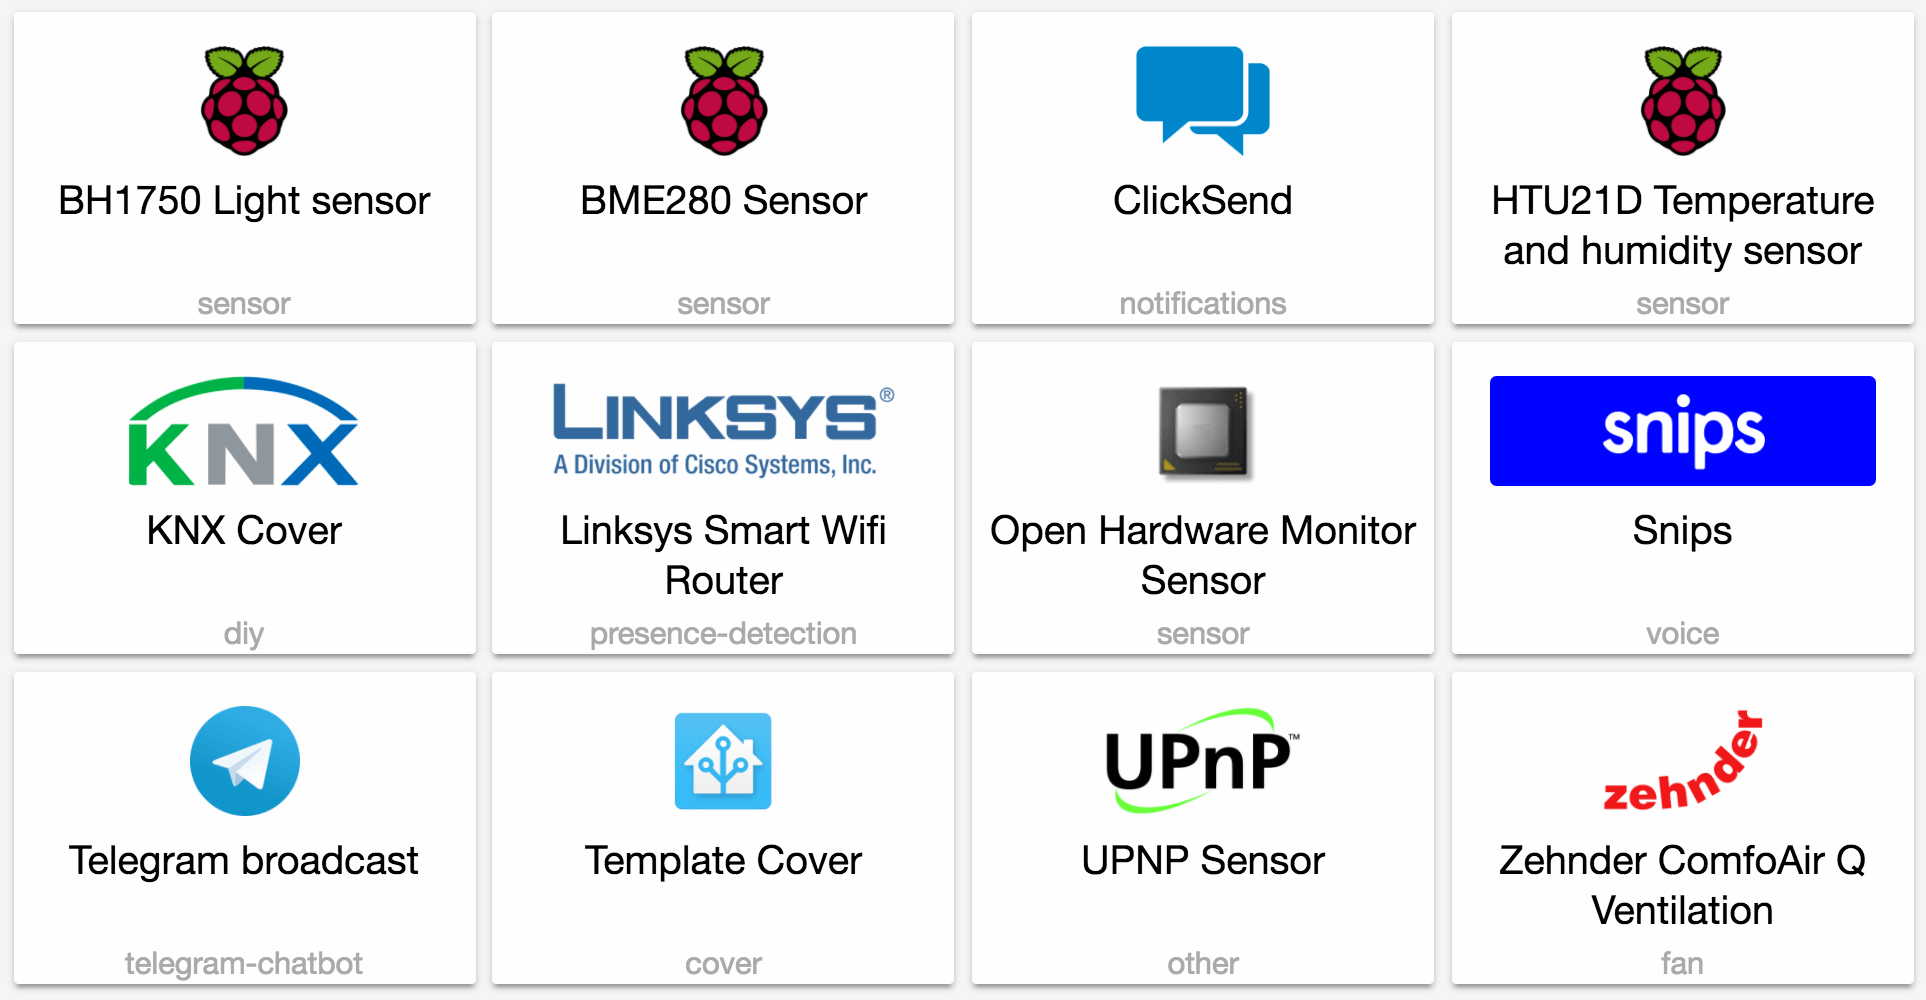 BH1750 Light sensor
sensor
BME280 Sensor
sensor
ClickSend
notifications
HTU21D Temperature
and humidity sensor
sensor
KNX
KNX Cover
diy
LINKSYS®
A Division of Cisco Systems, Inc.
Linksys Smart Wifi
Router
presence-detection
Open Hardware Monitor
Sensor
sensor
snips
Snips
voice
Telegram broadcast
telegram-chatbot
Template Cover
cover
UPnP™
UPNP Sensor
other
zehnder
Zehnder ComfoAir Q
Ventilation
fan